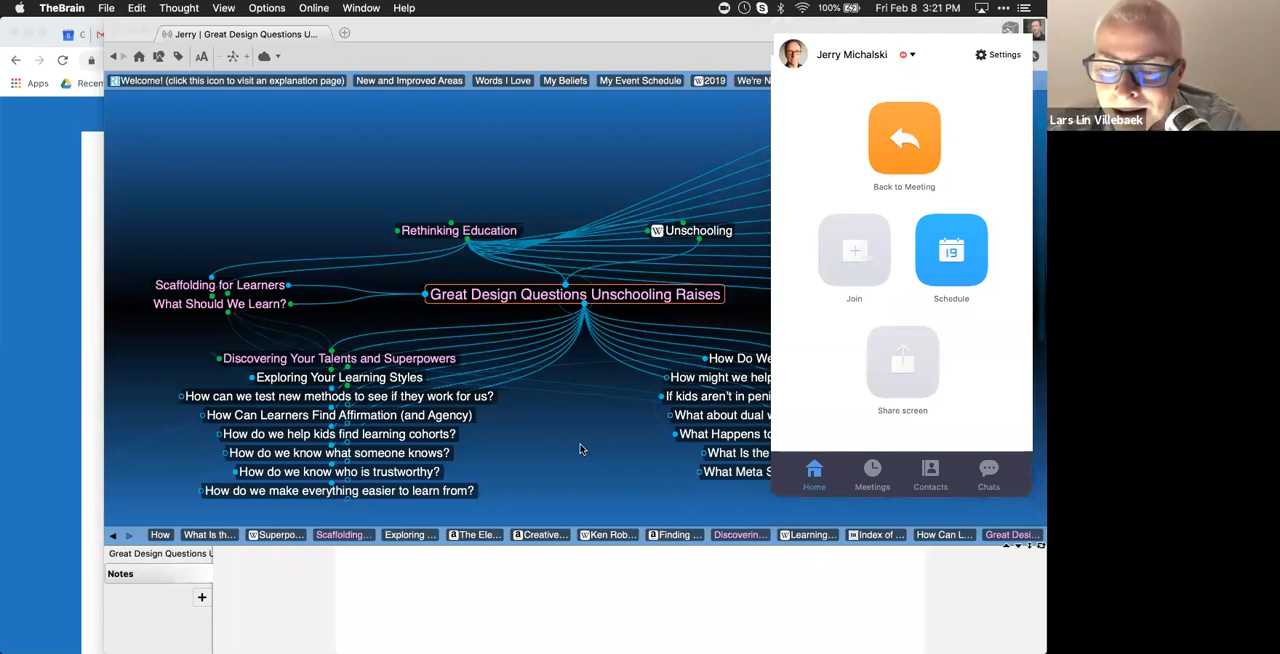 TheBrain File Edit Thought View Options Online Window Help 100% Fri Feb 8 3:21 PM
Jerry | Great Design Questions U...
Jerry Michalski Settings
AA
Apps Recen
Welcome! (click this icon to visit an explanation page) New and Improved Areas Words I Love My Beliefs My Event Schedule W 2019 We're N
Lars Lin Villebaek
Back to Meeting
Rethinking Education
W Unschooling
Scaffolding for Learners
What Should We Learn?
Great Design Questions Unschooling Raises
19
Join Schedule
Discovering Your Talents and Superpowers
Exploring Your Learning Styles
How can we test new methods to see if they work for us?
How Can Learners Find Affirmation (and Agency)
How do we help kids find learning cohorts?
How do we know what someone knows?
How do we know who is trustworthy?
How do we make everything easier to learn from?
How Do We
How might we help
If kids aren't in peni
What about dual w
What Happens to
What Is the
What Meta S
Share screen
Home Meetings Contacts Chats
How What Is th... W Superpo... Scaffolding... Exploring ... a The Ele... a Creative... W Ken Rob... a Finding ... Discoverin... W Learning... Index of ... How Can L... Great Desi...
Great Design Questions U
Notes
+